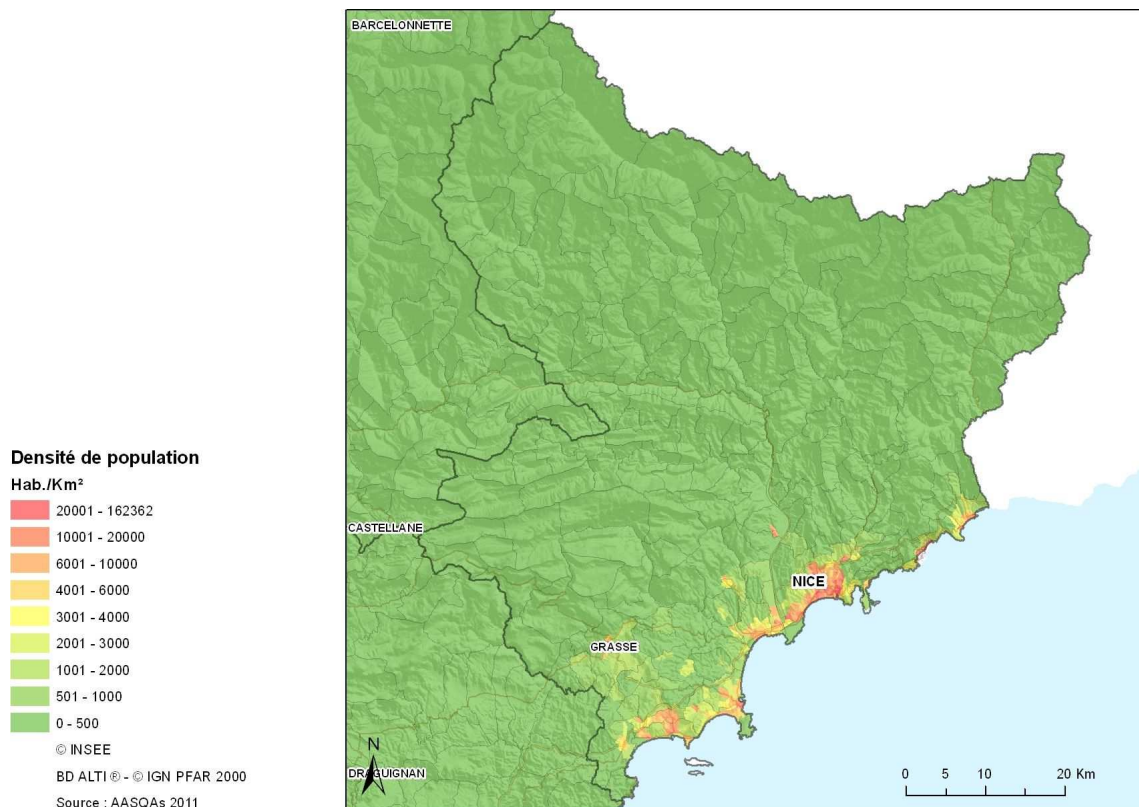 BARCELONNETTE
Densité de population
Hab./Km²
20001 - 162362
10001 - 20000
6001 - 10000
4001 - 6000
3001 - 4000
2001 - 3000
1001 - 2000
501 - 1000
0 - 500
© INSEE
BD ALTI ® - © IGN PFAR 2000
Source : AASQAs 2011
CASTELLANE
NICE
GRASSE
N
DRAGUIGNAN
0 5 10 20 Km